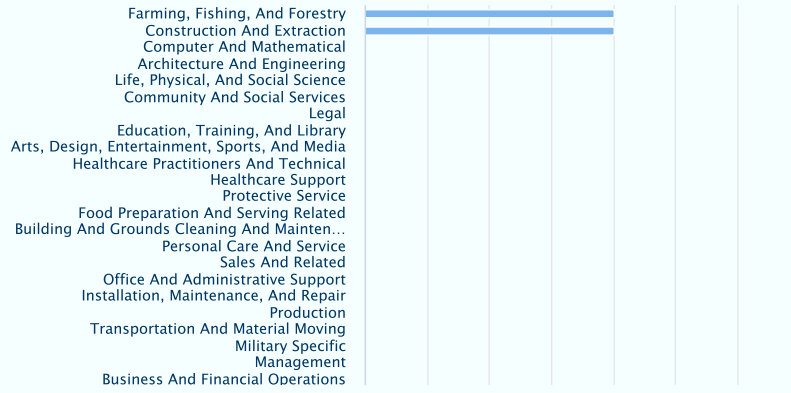 Farming, Fishing, And Forestry
Construction And Extraction
Computer And Mathematical
Architecture And Engineering
Life, Physical, And Social Science
Community And Social Services
Legal
Education, Training, And Library
Arts, Design, Entertainment, Sports, And Media
Healthcare Practitioners And Technical
Healthcare Support
Protective Service
Food Preparation And Serving Related
Building And Grounds Cleaning And Mainten…
Personal Care And Service
Sales And Related
Office And Administrative Support
Installation, Maintenance, And Repair
Production
Transportation And Material Moving
Military Specific
Management
Business And Financial Operations